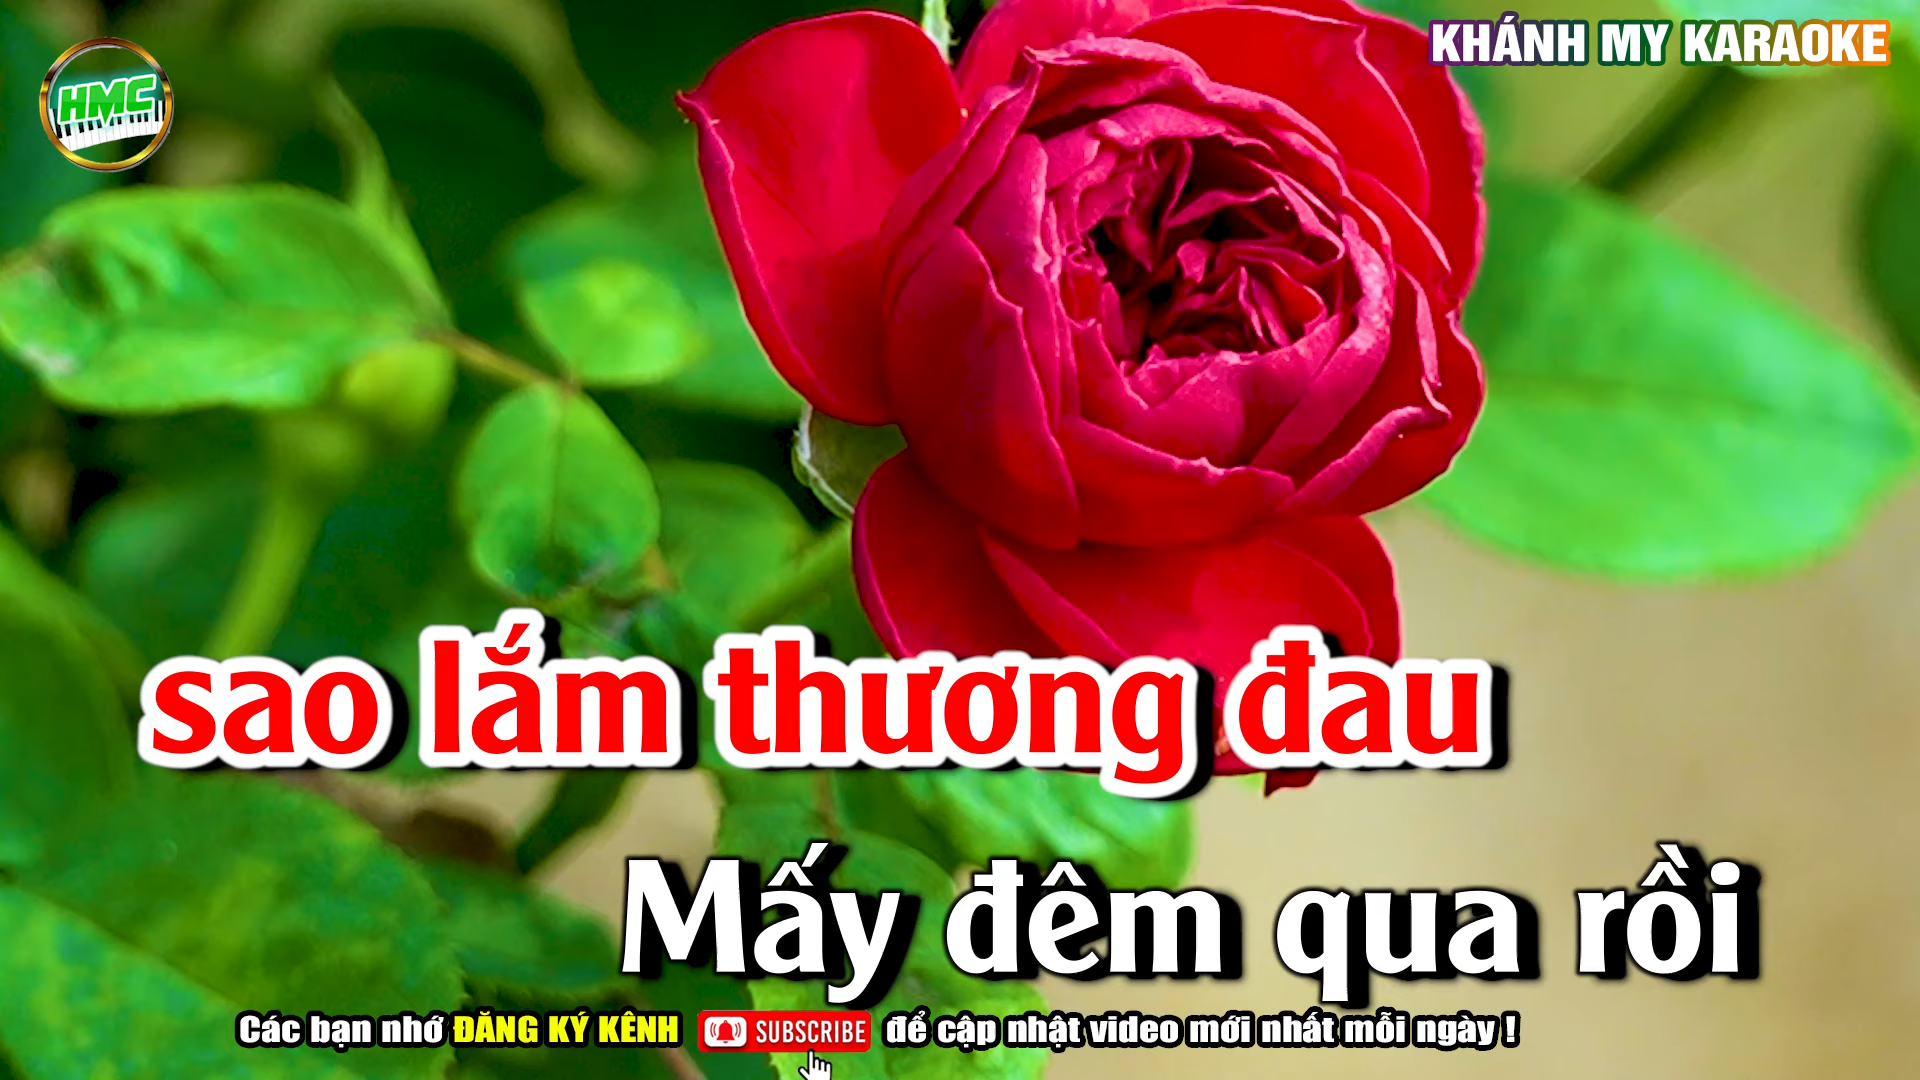 HMC
KHÁNH MY KARAOKE
sao lắm thương đau
Mấy đêm qua rồi
Các bạn nhớ ĐĂNG KÝ KÊNH SUBSCRIBE để cập nhật video mới nhất mỗi ngày !